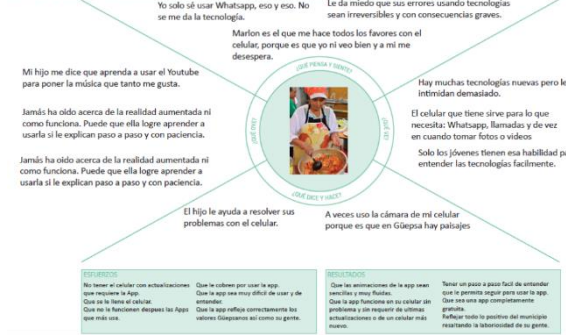 Yo solo sé usar Whatsapp, eso y eso. No
se me da la tecnología.
Le da miedo que sus errores usando tecnologías
sean irreversibles y con consecuencias graves.
Marlon es el que me hace todos los favores con el
celular, porque es que yo ni veo bien y a mi me
desespera.
¿QUÉ PIENSA Y SIENTE?
Mi hijo me dice que aprenda a usar el Youtube
para poner la música que tanto me gusta.
Jamás ha oído acerca de la realidad aumentada ni
como funciona. Puede que ella logre aprender a
usarla si le explican paso a paso y con paciencia.
Jamás ha oído acerca de la realidad aumentada ni
como funciona. Puede que ella logre aprender a
usarla si le explican paso a paso y con paciencia.
¿QUÉ OYE?
¿QUÉ VE?
Hay muchas tecnologías nuevas pero le
intimidan demasiado.
El celular que tiene sirve para lo que
necesita: Whatsapp, llamadas y de vez
en cuando tomar fotos o videos
Solo los jóvenes tienen esa habilidad pa
entender las tecnologías facilmente.
¿QUÉ DICE Y HACE?
El hijo le ayuda a resolver sus
problemas con el celular.
A veces uso la cámara de mi celular
porque es que en Güepsa hay paisajes
ESFUERZOS
No tener el celular con actualizaciones
que requiere la App.
Que se le llene el celular.
Que no le funcionen despues las Apps
que más usa.
Que le cobren por usar la app.
Que la app sea muy difícil de usar y de
entender.
Que la app refleje correctamente los
valores Güepsanos así como su gente.
RESULTADOS
Que las animaciones de la app sean
sencillas y muy fluidas.
Que la app funcione en su celular sin
problema y sin requerir de ultimas
actualizaciones o de un celular más
nuevo.
Tener un paso a paso facil de entender
que le permita seguir para usar la app.
Que sea una app completamente
gratuita.
Reflejar todo lo positivo del municipio
resaltando la laboriosidad de su gente.